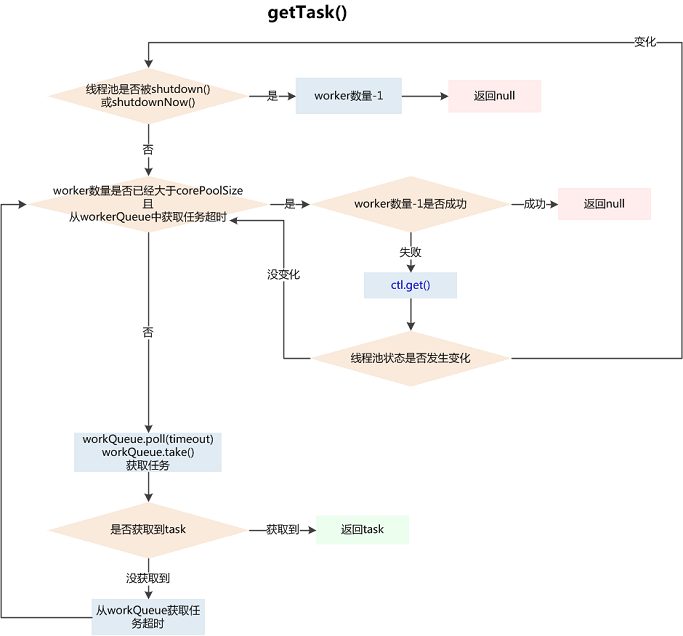 getTask()
变化
线程池是否被shutdown()
或shutdownNow()
是
worker数量-1
返回null
否
worker数量是否已经大于corePoolSize
且
从workerQueue中获取任务超时
是
worker数量-1是否成功
成功
返回null
失败
没变化
ctl.get()
否
线程池状态是否发生变化
workQueue.poll(timeout)
workQueue.take()
获取任务
是否获取到task
获取到
返回task
没获取到
从workQueue获取任
务超时